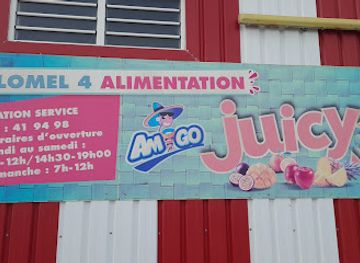 LOMEL 4 ALIMENTATION
ATION SERVICE
: 41 94 98
raires d'ouverture
ndi au samedi :
-12h/14h30-19h00
manche : 7h-12h
AMIGO
juicy